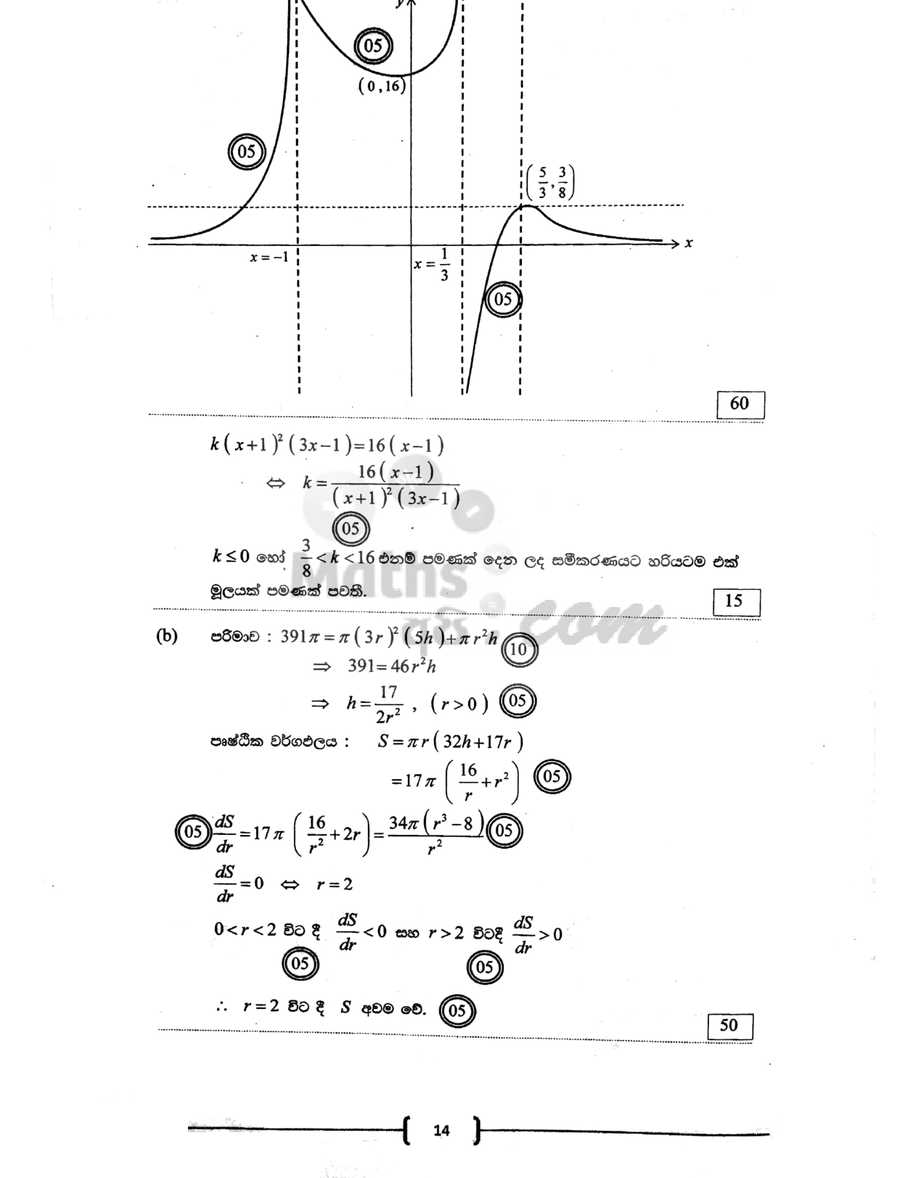 y
05
(0,16)
05
(5/3, 3/8)
x
x = −1
x = 1/3
05
60
k(x+1)²(3x−1)=16(x−1)
⇔ k = 16(x−1) / (x+1)²(3x−1)
05
k ≤ 0 හෝ 3/8 < k < 16 එනම් පමණක් දෙන ලද සමීකරණයට හරියටම එක්
මූලයක් පමණක් පවතී.
15
Maths
අපි .com
(b) පරිමාව : 391π = π(3r)²(5h)+πr²h 10
⇒ 391 = 46r²h
⇒ h = 17/2r² , (r > 0) 05
පෘෂ්ඨික වර්ගඵලය : S = πr(32h+17r)
= 17π (16/r + r²) 05
05 dS/dr = 17π (16/r² + 2r) = 34π(r³−8)/r² 05
dS/dr = 0 ⇔ r = 2
0 < r < 2 විට දී dS/dr < 0 සහ r > 2 විටදී dS/dr > 0
05 05
∴ r = 2 විට දී S අවම වේ. 05
50
14